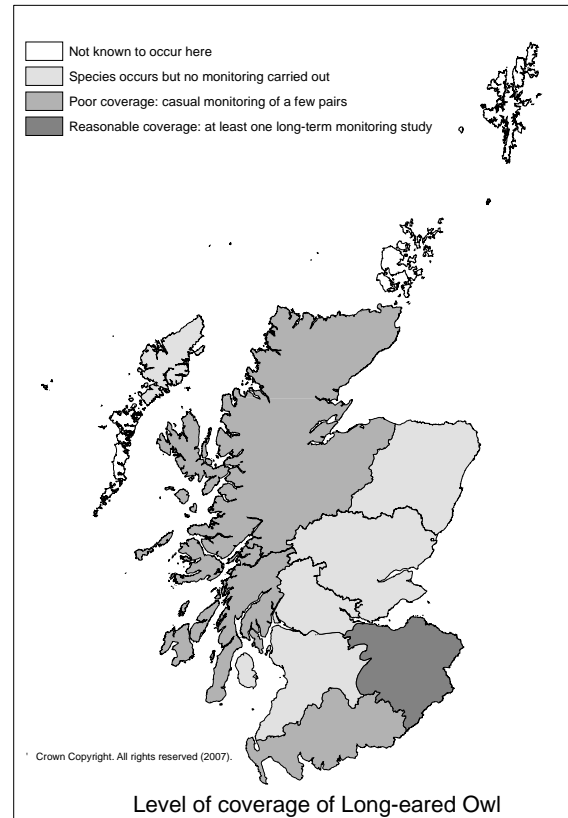 Not known to occur here
Species occurs but no monitoring carried out
Poor coverage: casual monitoring of a few pairs
Reasonable coverage: at least one long-term monitoring study
' Crown Copyright. All rights reserved (2007).
Level of coverage of Long-eared Owl